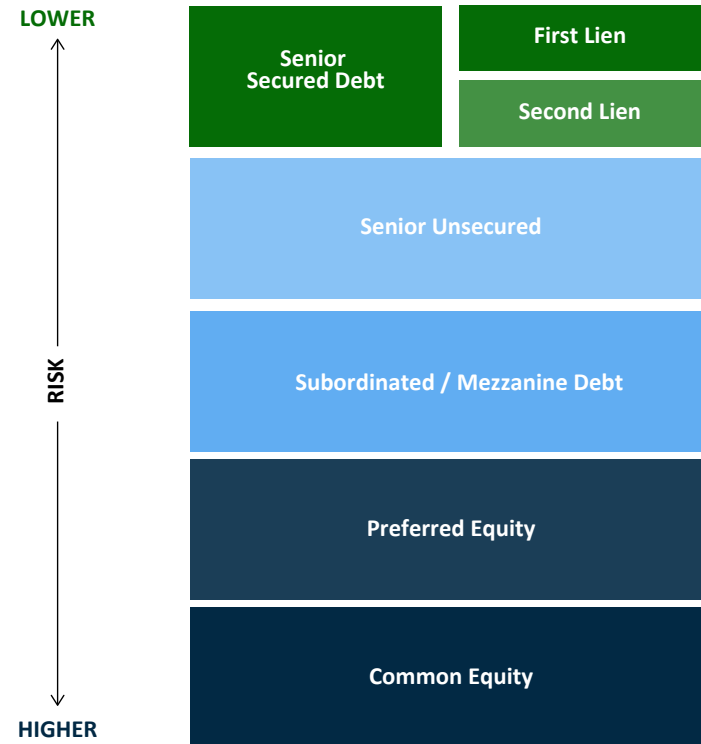 LOWER
Senior
Secured Debt
First Lien
Second Lien
Senior Unsecured
RISK
Subordinated / Mezzanine Debt
Preferred Equity
Common Equity
HIGHER